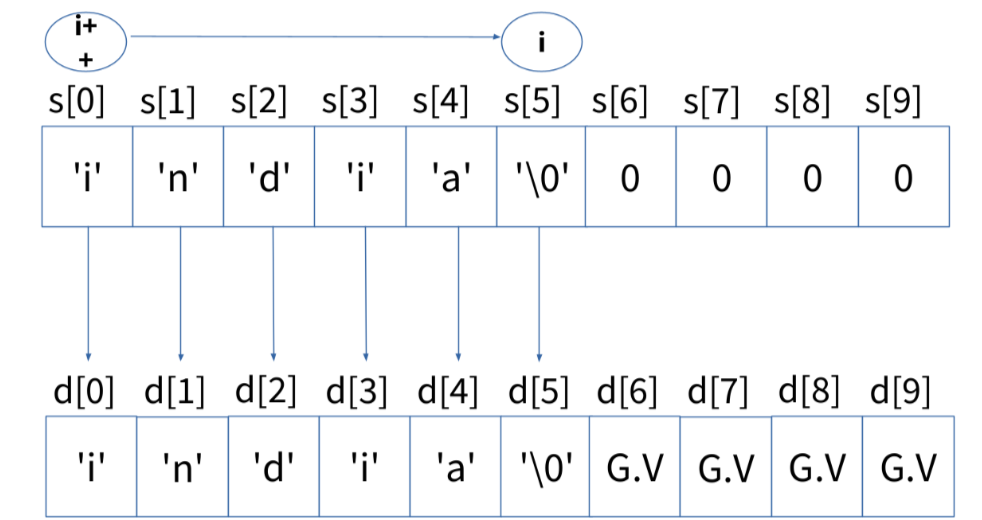 i+
+
i
s[0] s[1] s[2] s[3] s[4] s[5] s[6] s[7] s[8] s[9]
'i' 'n' 'd' 'i' 'a' '\0' 0 0 0 0
d[0] d[1] d[2] d[3] d[4] d[5] d[6] d[7] d[8] d[9]
'i' 'n' 'd' 'i' 'a' '\0' G.V G.V G.V G.V